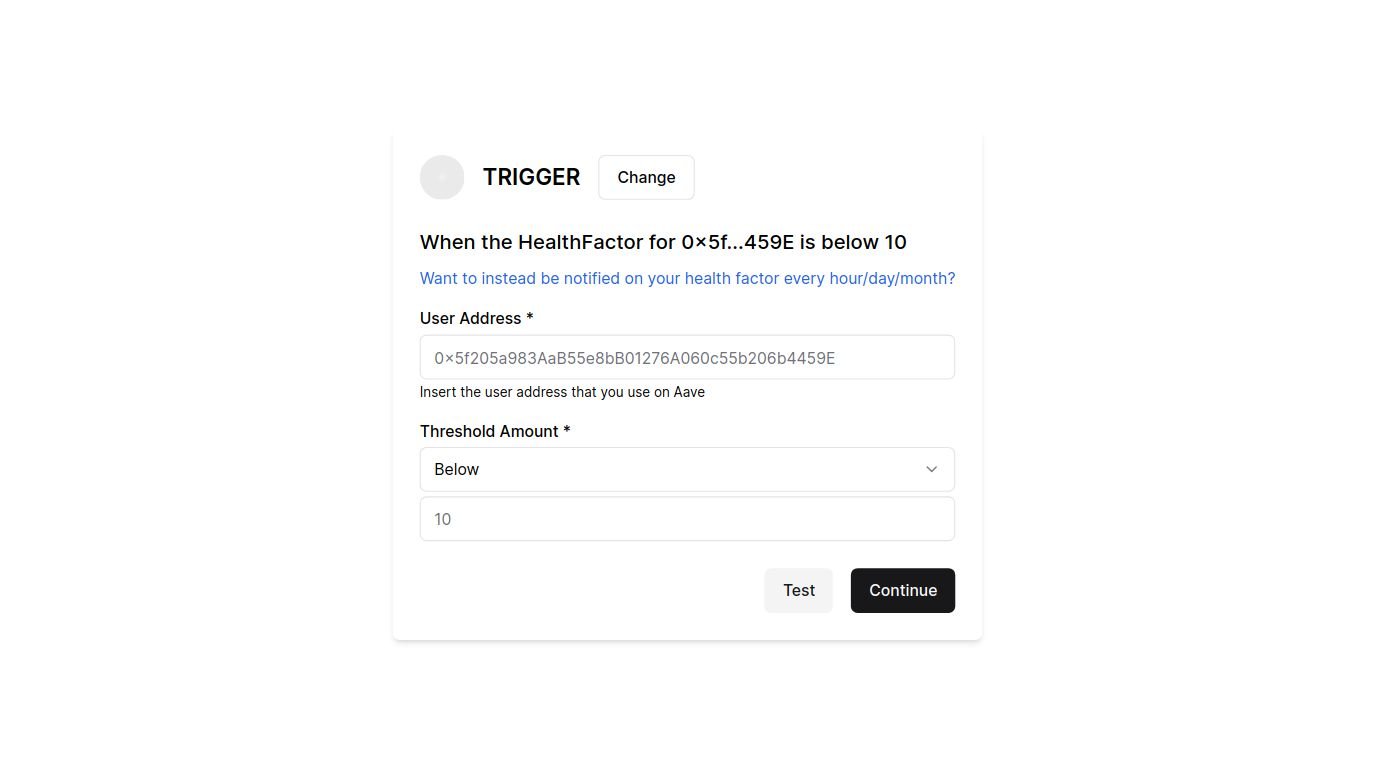 TRIGGER
Change
When the HealthFactor for 0×5f...459E is below 10
Want to instead be notified on your health factor every hour/day/month?
User Address *
0×5f205a983AaB55e8bB01276A060c55b206b4459E
Insert the user address that you use on Aave
Threshold Amount *
Below
10
Test
Continue